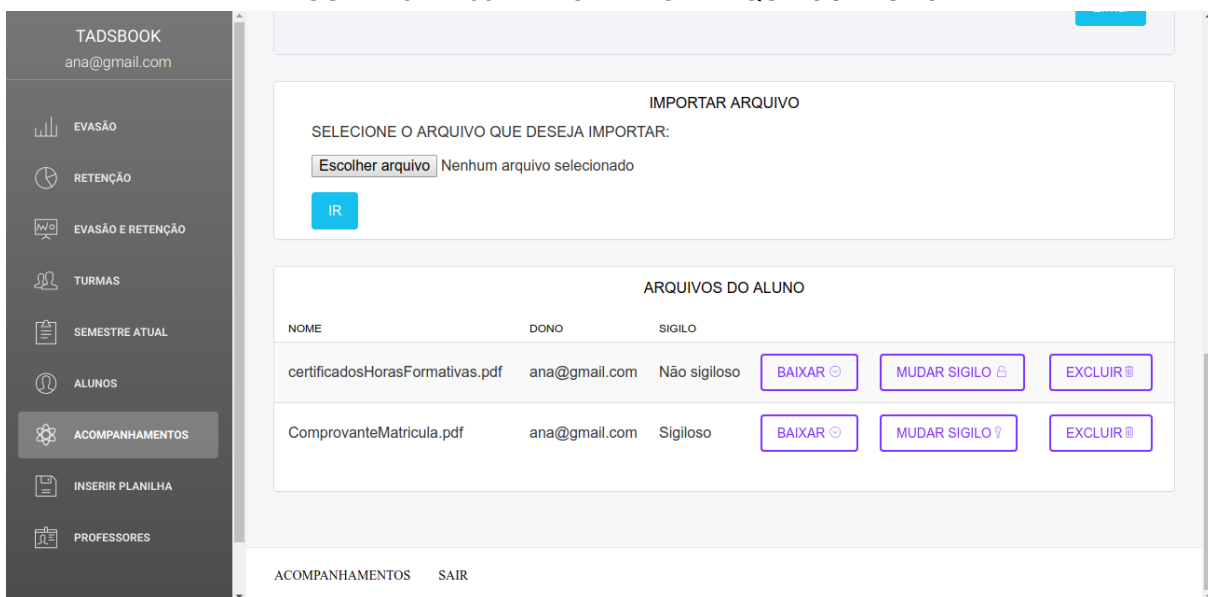 TADSBOOK
ana@gmail.com
EVASÃO
RETENÇÃO
EVASÃO E RETENÇÃO
TURMAS
SEMESTRE ATUAL
ALUNOS
ACOMPANHAMENTOS
INSERIR PLANILHA
PROFESSORES
IMPORTAR ARQUIVO
SELECIONE O ARQUIVO QUE DESEJA IMPORTAR:
Escolher arquivo Nenhum arquivo selecionado
IR
ARQUIVOS DO ALUNO
NOME DONO SIGILO
certificadosHorasFormativas.pdf ana@gmail.com Não sigiloso BAIXAR MUDAR SIGILO EXCLUIR
ComprovanteMatricula.pdf ana@gmail.com Sigiloso BAIXAR MUDAR SIGILO EXCLUIR
ACOMPANHAMENTOS SAIR